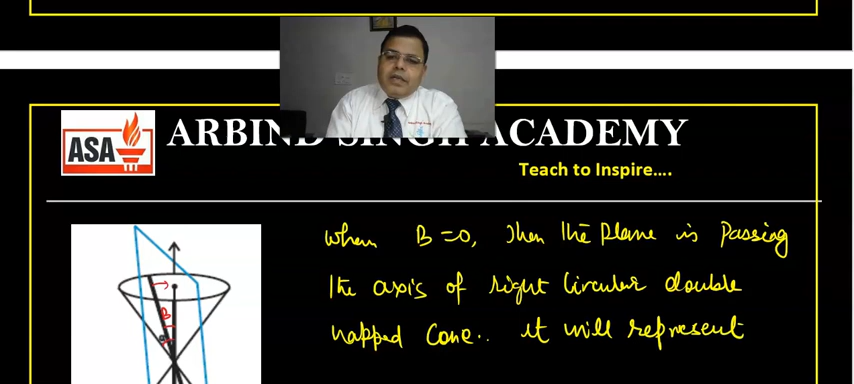 ASA
ARBIND SINGH ACADEMY
Teach to Inspire....
When B=0, then the plane is passing
the axis of right circular double
napped cone.. it will represent
B